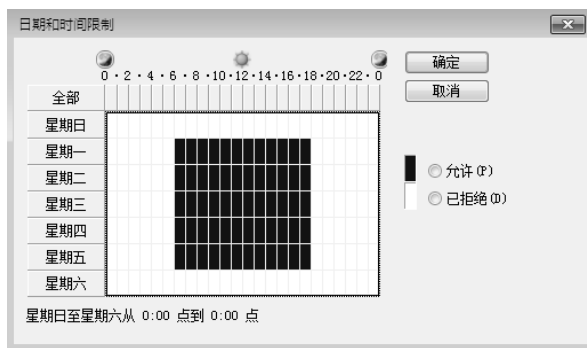 日期和时间限制
0·2·4·6·8·10·12·14·16·18·20·22·0
确定
取消
全部
星期日
星期一
星期二
星期三
星期四
星期五
星期六
允许(P)
已拒绝(D)
星期日至星期六从 0:00 点到 0:00 点